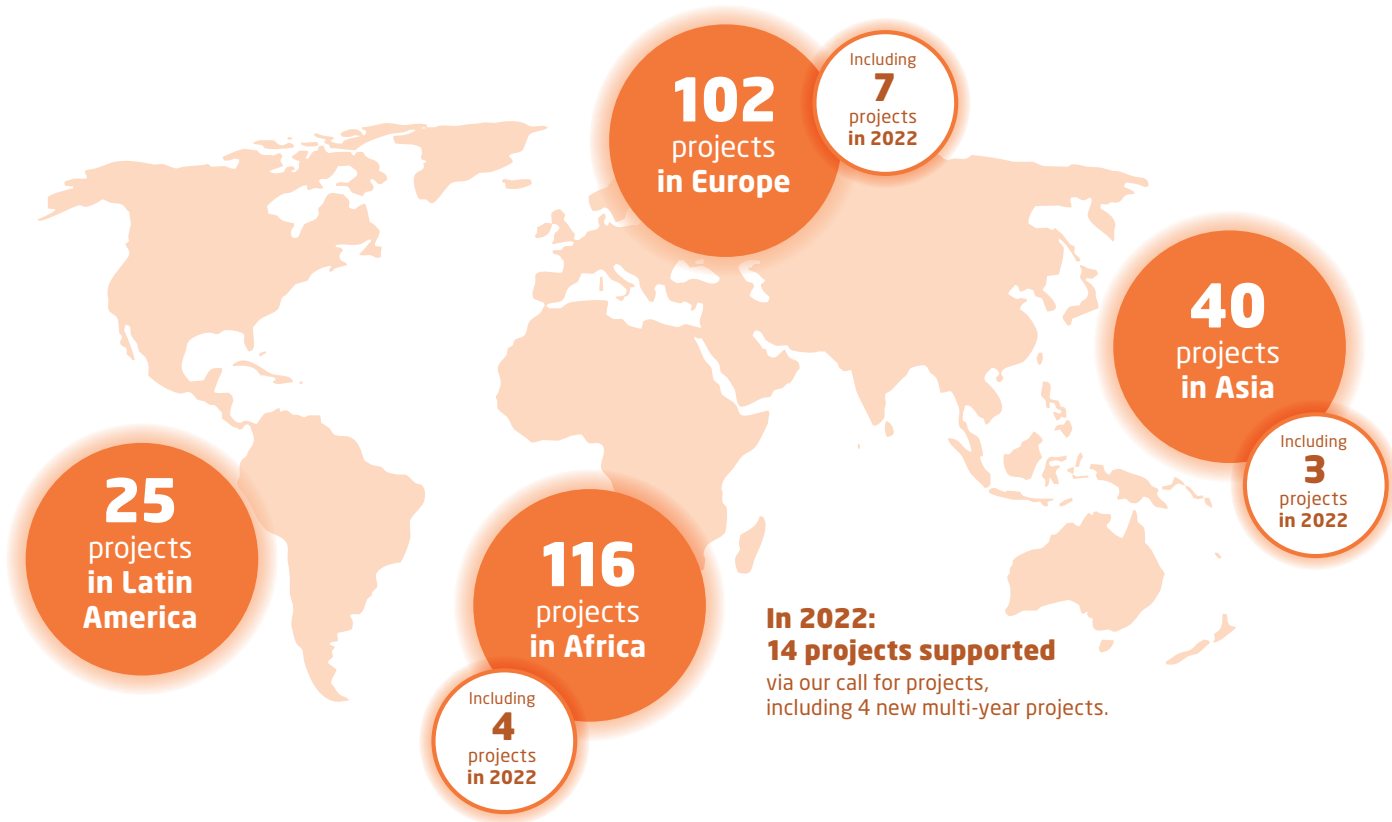 102
projects
in Europe
Including
7
projects
in 2022
40
projects
in Asia
Including
3
projects
in 2022
25
projects
in Latin
America
116
projects
in Africa
Including
4
projects
in 2022
In 2022:
14 projects supported
via our call for projects,
including 4 new multi-year projects.